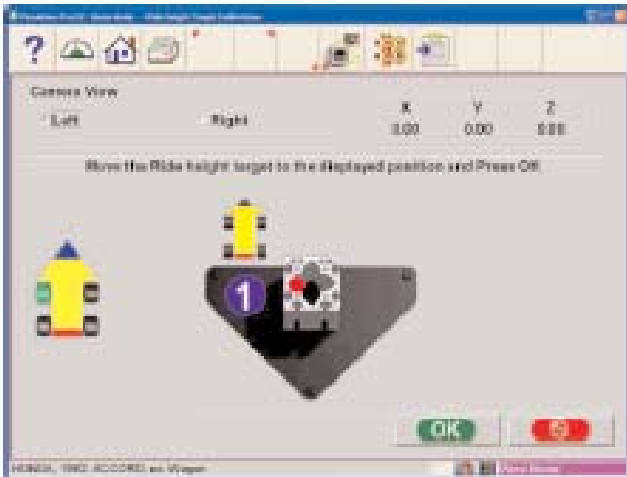 ?
Camera View
Left Right
X Y Z
0.00 0.00 0.00
Move the Ride height target to the displayed position and Press OK
1
OK
HONDA, 1992, ACCORD, ex Wagon